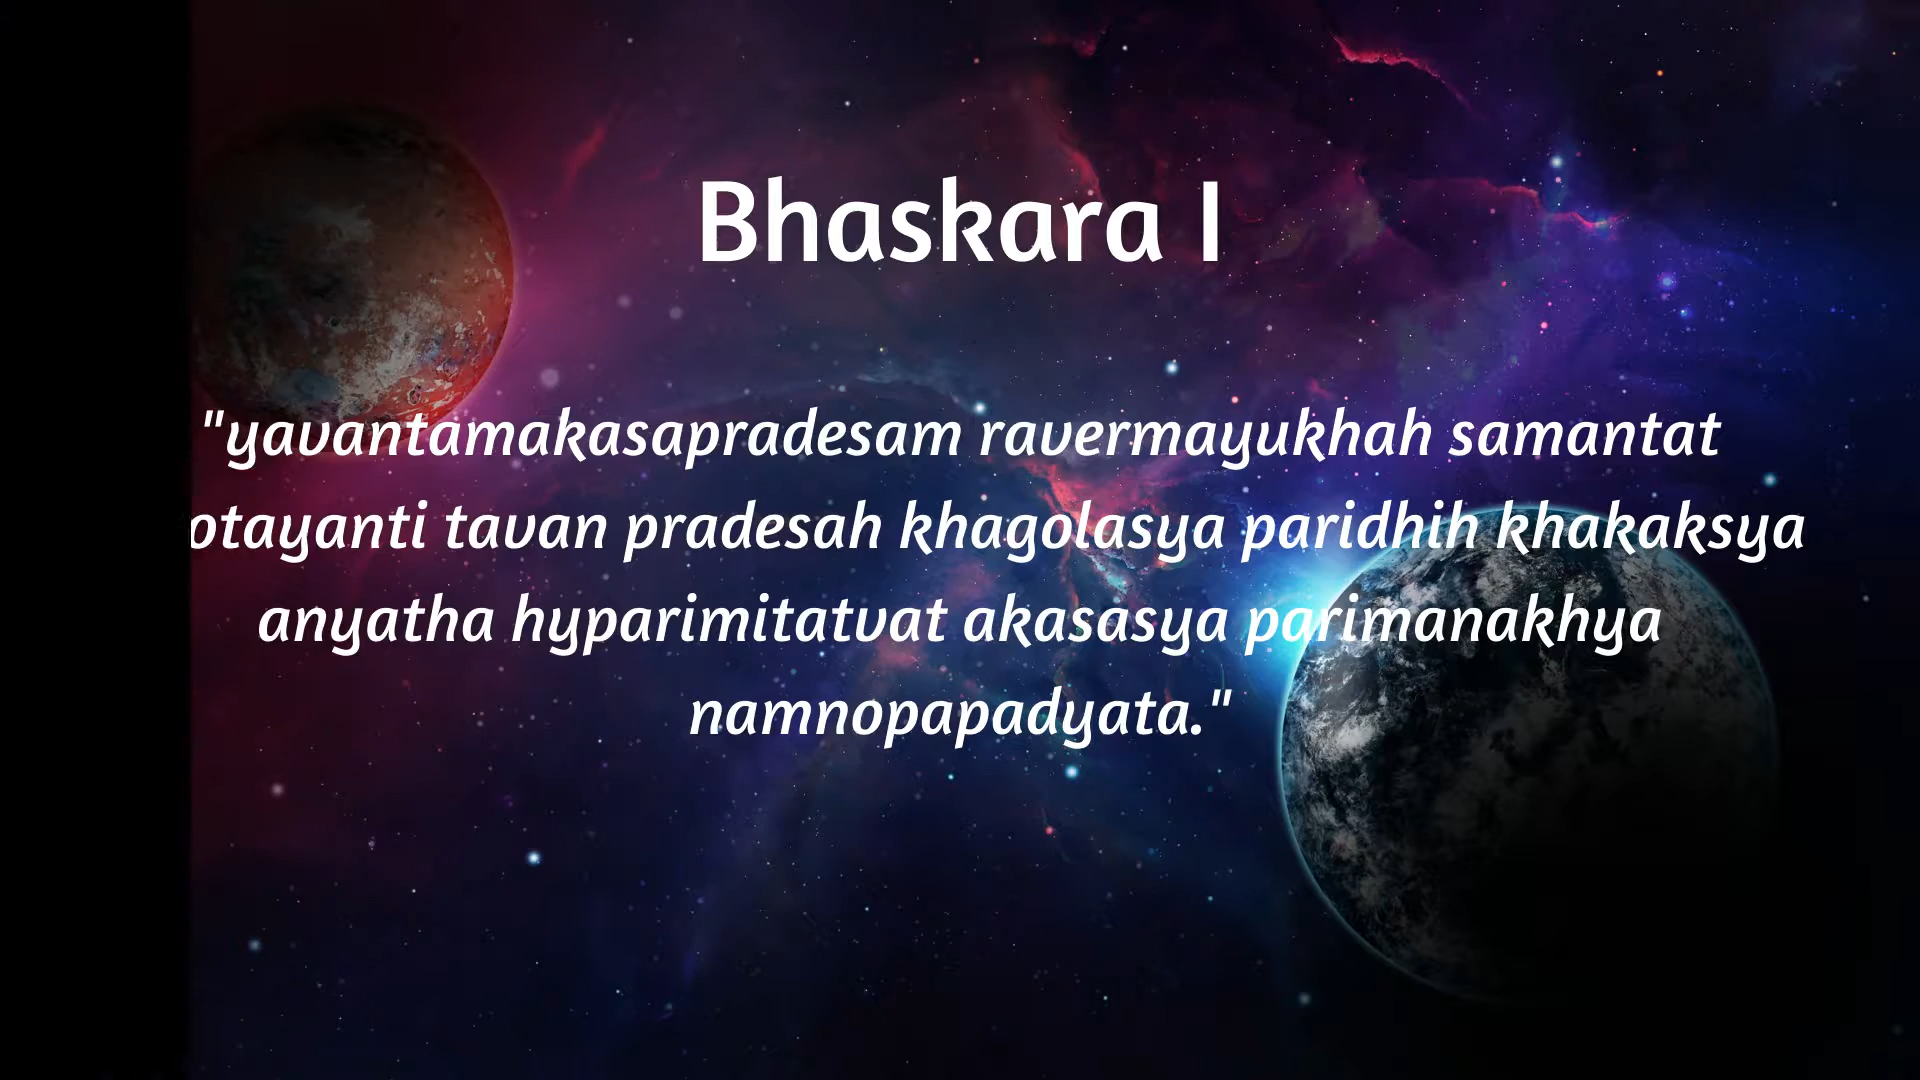 Bhaskara I
"yavantamakasapradesam ravermayukhah samantat
otayanti tavan pradesah khagolasya paridhih khakaksya
anyatha hyparimitatvat akasasya parimanakhya
namnopapadyata."